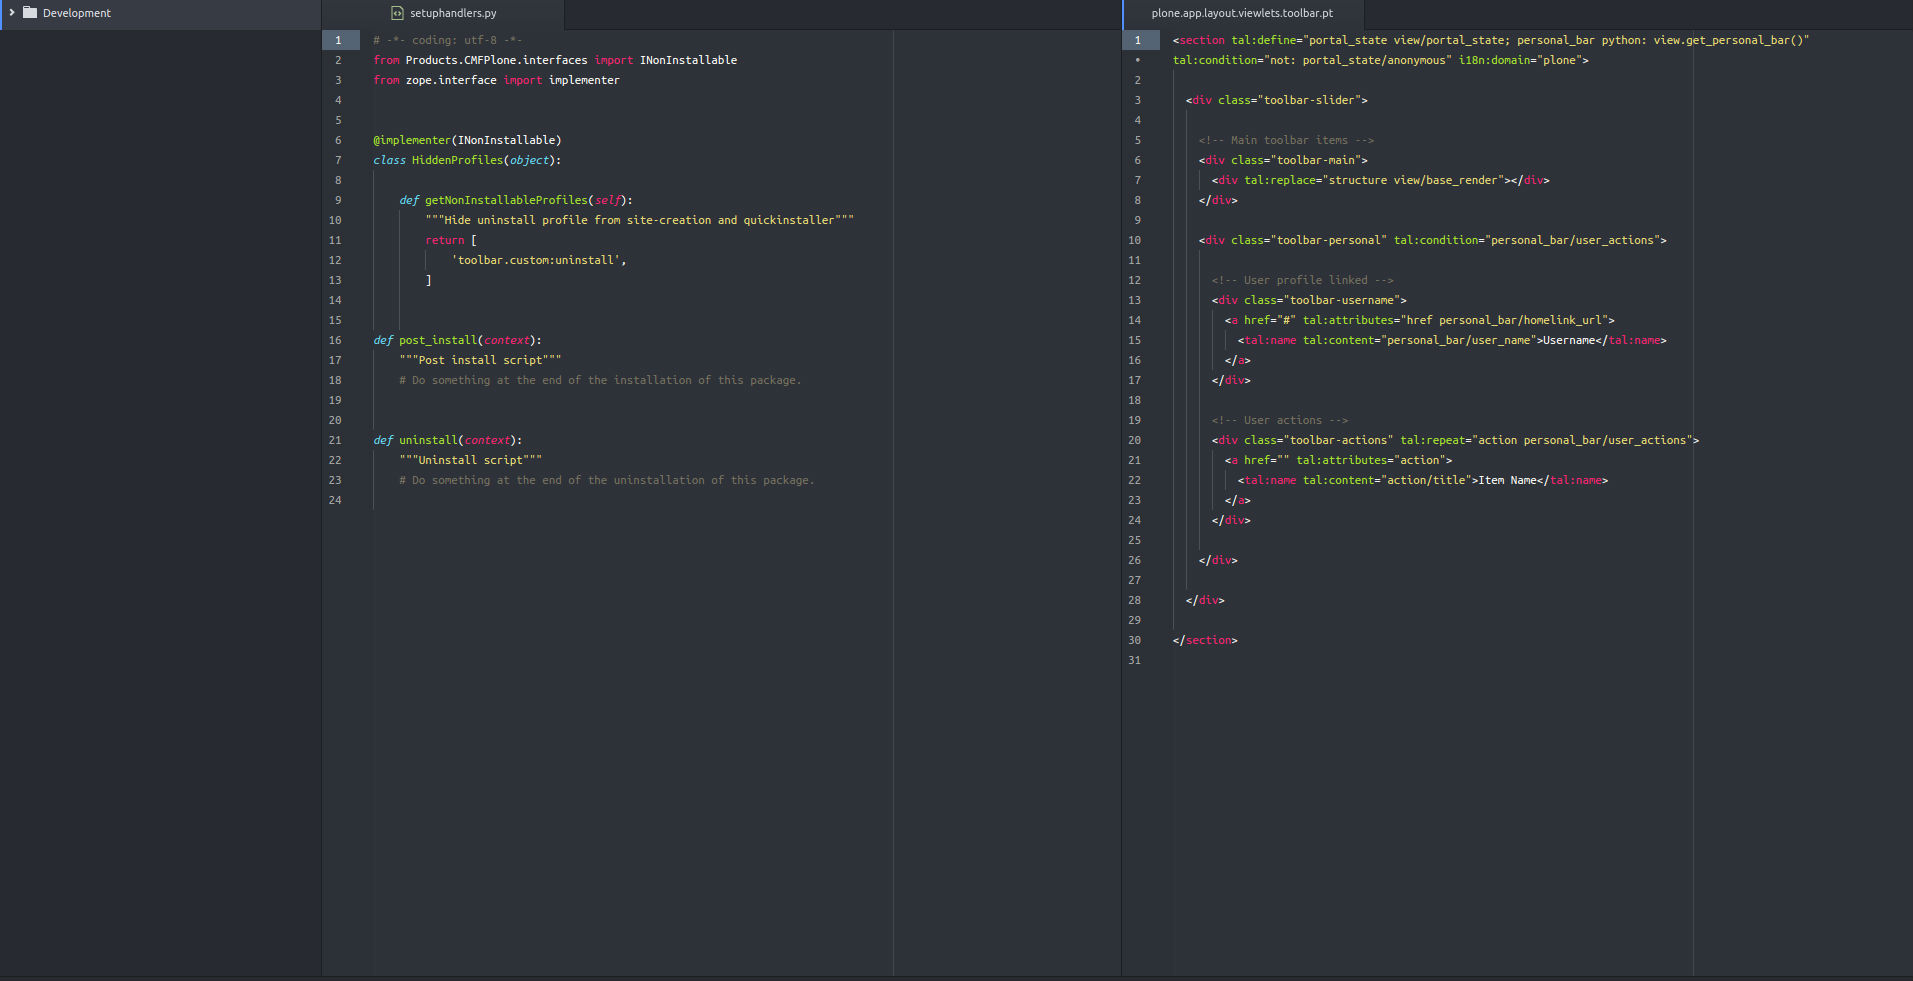 Development
setuphandlers.py
1 # -*- coding: utf-8 -*-
2 from Products.CMFPlone.interfaces import INonInstallable
3 from zope.interface import implementer
4
5
6 @implementer(INonInstallable)
7 class HiddenProfiles(object):
8
9 def getNonInstallableProfiles(self):
10 """Hide uninstall profile from site-creation and quickinstaller"""
11 return [
12 'toolbar.custom:uninstall',
13 ]
14
15
16 def post_install(context):
17 """Post install script"""
18 # Do something at the end of the installation of this package.
19
20
21 def uninstall(context):
22 """Uninstall script"""
23 # Do something at the end of the uninstallation of this package.
24
plone.app.layout.viewlets.toolbar.pt
1 <section tal:define="portal_state view/portal_state; personal_bar python: view.get_personal_bar()"
• tal:condition="not: portal_state/anonymous" i18n:domain="plone">
2
3 <div class="toolbar-slider">
4
5 <!-- Main toolbar items -->
6 <div class="toolbar-main">
7 <div tal:replace="structure view/base_render"></div>
8 </div>
9
10 <div class="toolbar-personal" tal:condition="personal_bar/user_actions">
11
12 <!-- User profile linked -->
13 <div class="toolbar-username">
14 <a href="#" tal:attributes="href personal_bar/homelink_url">
15 <tal:name tal:content="personal_bar/user_name">Username</tal:name>
16 </a>
17 </div>
18
19 <!-- User actions -->
20 <div class="toolbar-actions" tal:repeat="action personal_bar/user_actions">
21 <a href="" tal:attributes="action">
22 <tal:name tal:content="action/title">Item Name</tal:name>
23 </a>
24 </div>
25
26 </div>
27
28 </div>
29
30 </section>
31